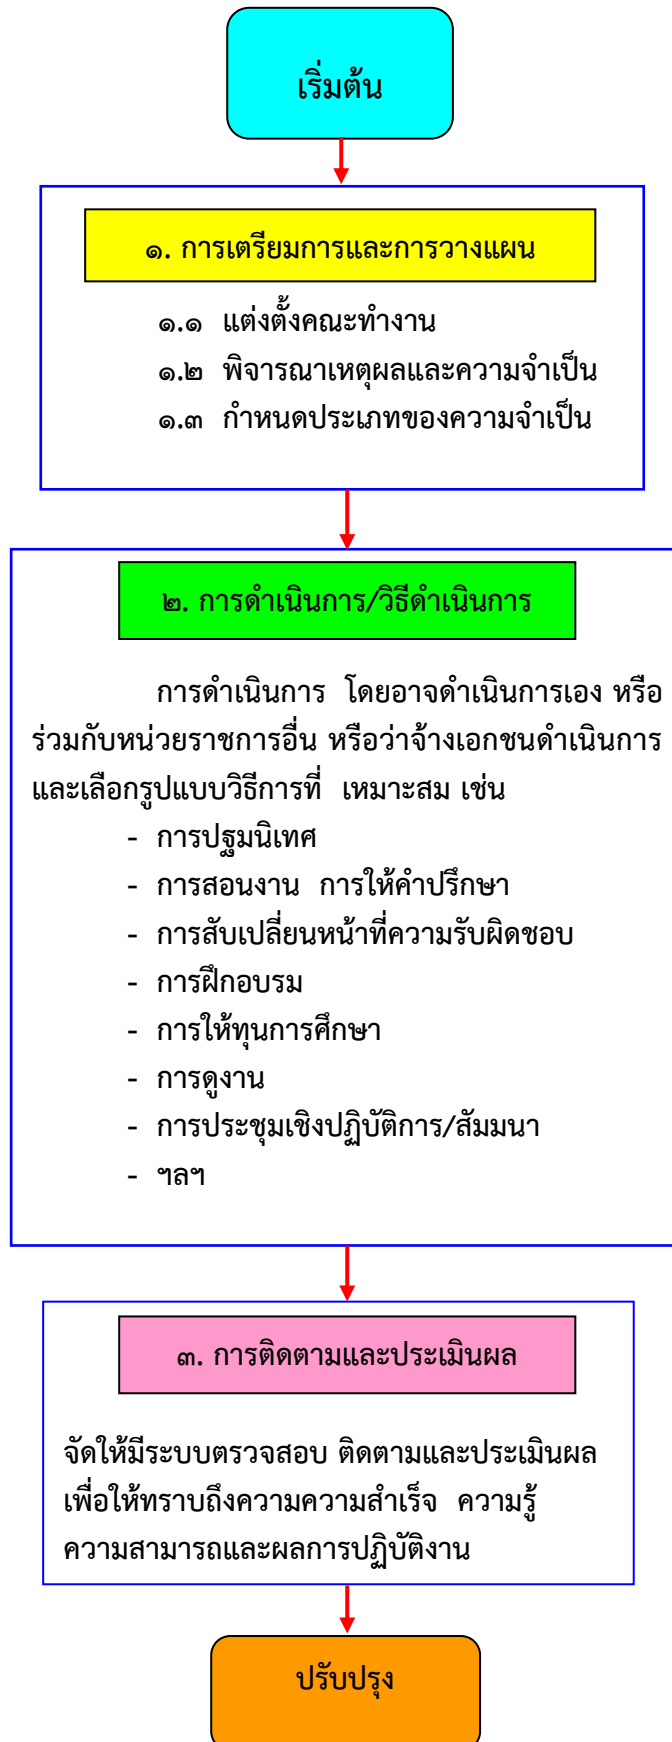 เริ่มต้น
๑. การเตรียมการและการวางแผน
๑.๑ แต่งตั้งคณะทำงาน
๑.๒ พิจารณาเหตุผลและความจำเป็น
๑.๓ กำหนดประเภทของความจำเป็น
๒. การดำเนินการ/วิธีดำเนินการ
การดำเนินการ โดยอาจดำเนินการเอง หรือ
ร่วมกับหน่วยราชการอื่น หรือว่าจ้างเอกชนดำเนินการ
และเลือกรูปแบบวิธีการที่ เหมาะสม เช่น
- การปฐมนิเทศ
- การสอนงาน การให้คำปรึกษา
- การสับเปลี่ยนหน้าที่ความรับผิดชอบ
- การฝึกอบรม
- การให้ทุนการศึกษา
- การดูงาน
- การประชุมเชิงปฏิบัติการ/สัมมนา
- ฯลฯ
๓. การติดตามและประเมินผล
จัดให้มีระบบตรวจสอบ ติดตามและประเมินผล
เพื่อให้ทราบถึงความความสำเร็จ ความรู้
ความสามารถและผลการปฏิบัติงาน
ปรับปรุง